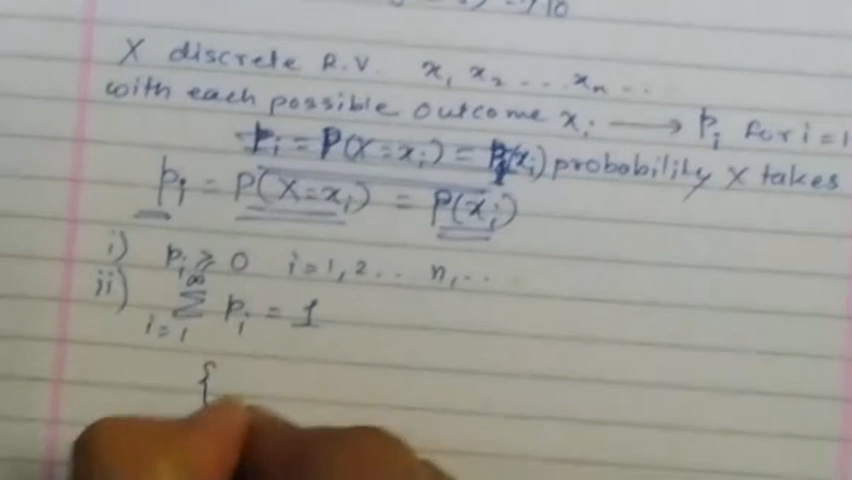 X discrete R.V. x₁ x₂ ... xₙ ...
with each possible outcome xᵢ ⟶ pᵢ for i=1
pᵢ = P(X=xᵢ) = p(xᵢ) probability X takes
pᵢ = P(X=xᵢ) = P(xᵢ)
i) pᵢ ≥ 0 i=1,2 .. n, ..
ii) ∞ Σ i=1 pᵢ = 1
{